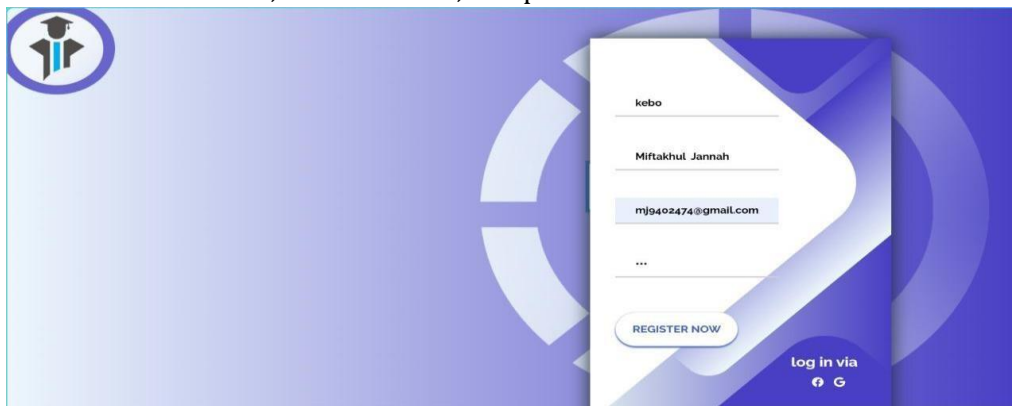 kebo
Miftakhul Jannah
mj9402474@gmail.com
...
REGISTER NOW
log in via
G